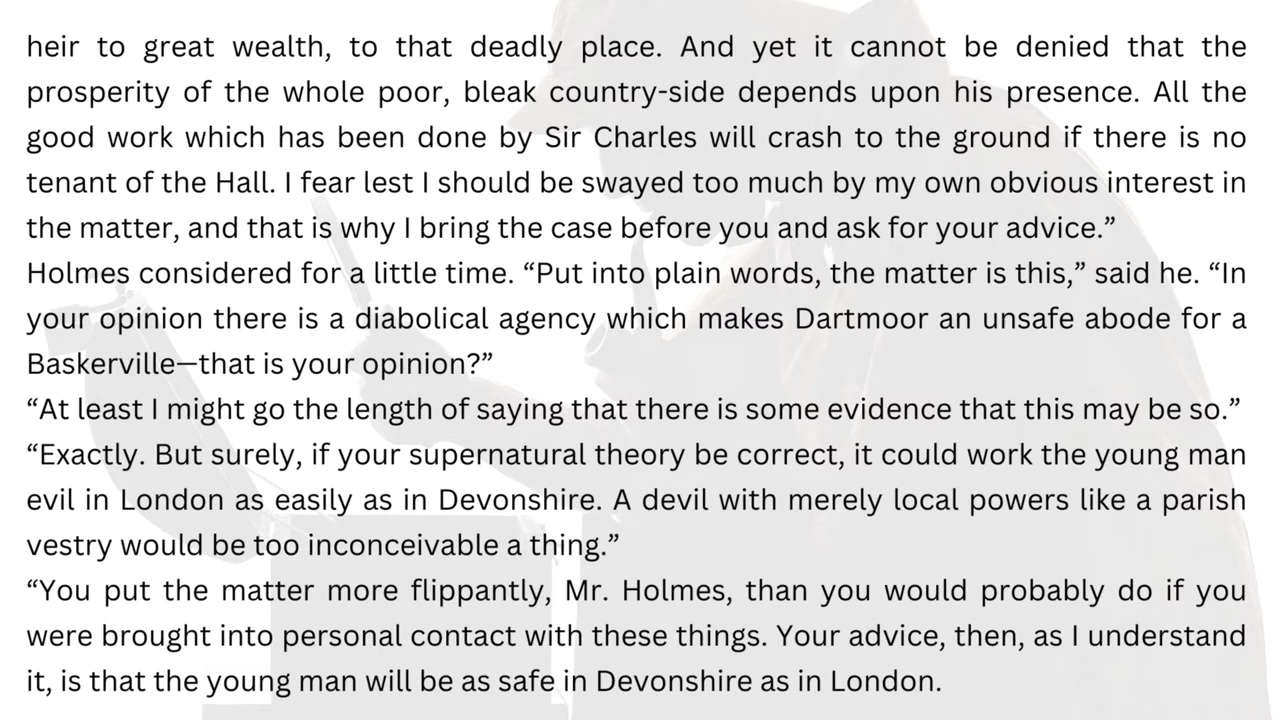 heir to great wealth, to that deadly place. And yet it cannot be denied that the
prosperity of the whole poor, bleak country-side depends upon his presence. All the
good work which has been done by Sir Charles will crash to the ground if there is no
tenant of the Hall. I fear lest I should be swayed too much by my own obvious interest in
the matter, and that is why I bring the case before you and ask for your advice.”
Holmes considered for a little time. “Put into plain words, the matter is this,” said he. “In
your opinion there is a diabolical agency which makes Dartmoor an unsafe abode for a
Baskerville—that is your opinion?”
“At least I might go the length of saying that there is some evidence that this may be so.”
“Exactly. But surely, if your supernatural theory be correct, it could work the young man
evil in London as easily as in Devonshire. A devil with merely local powers like a parish
vestry would be too inconceivable a thing.”
“You put the matter more flippantly, Mr. Holmes, than you would probably do if you
were brought into personal contact with these things. Your advice, then, as I understand
it, is that the young man will be as safe in Devonshire as in London.